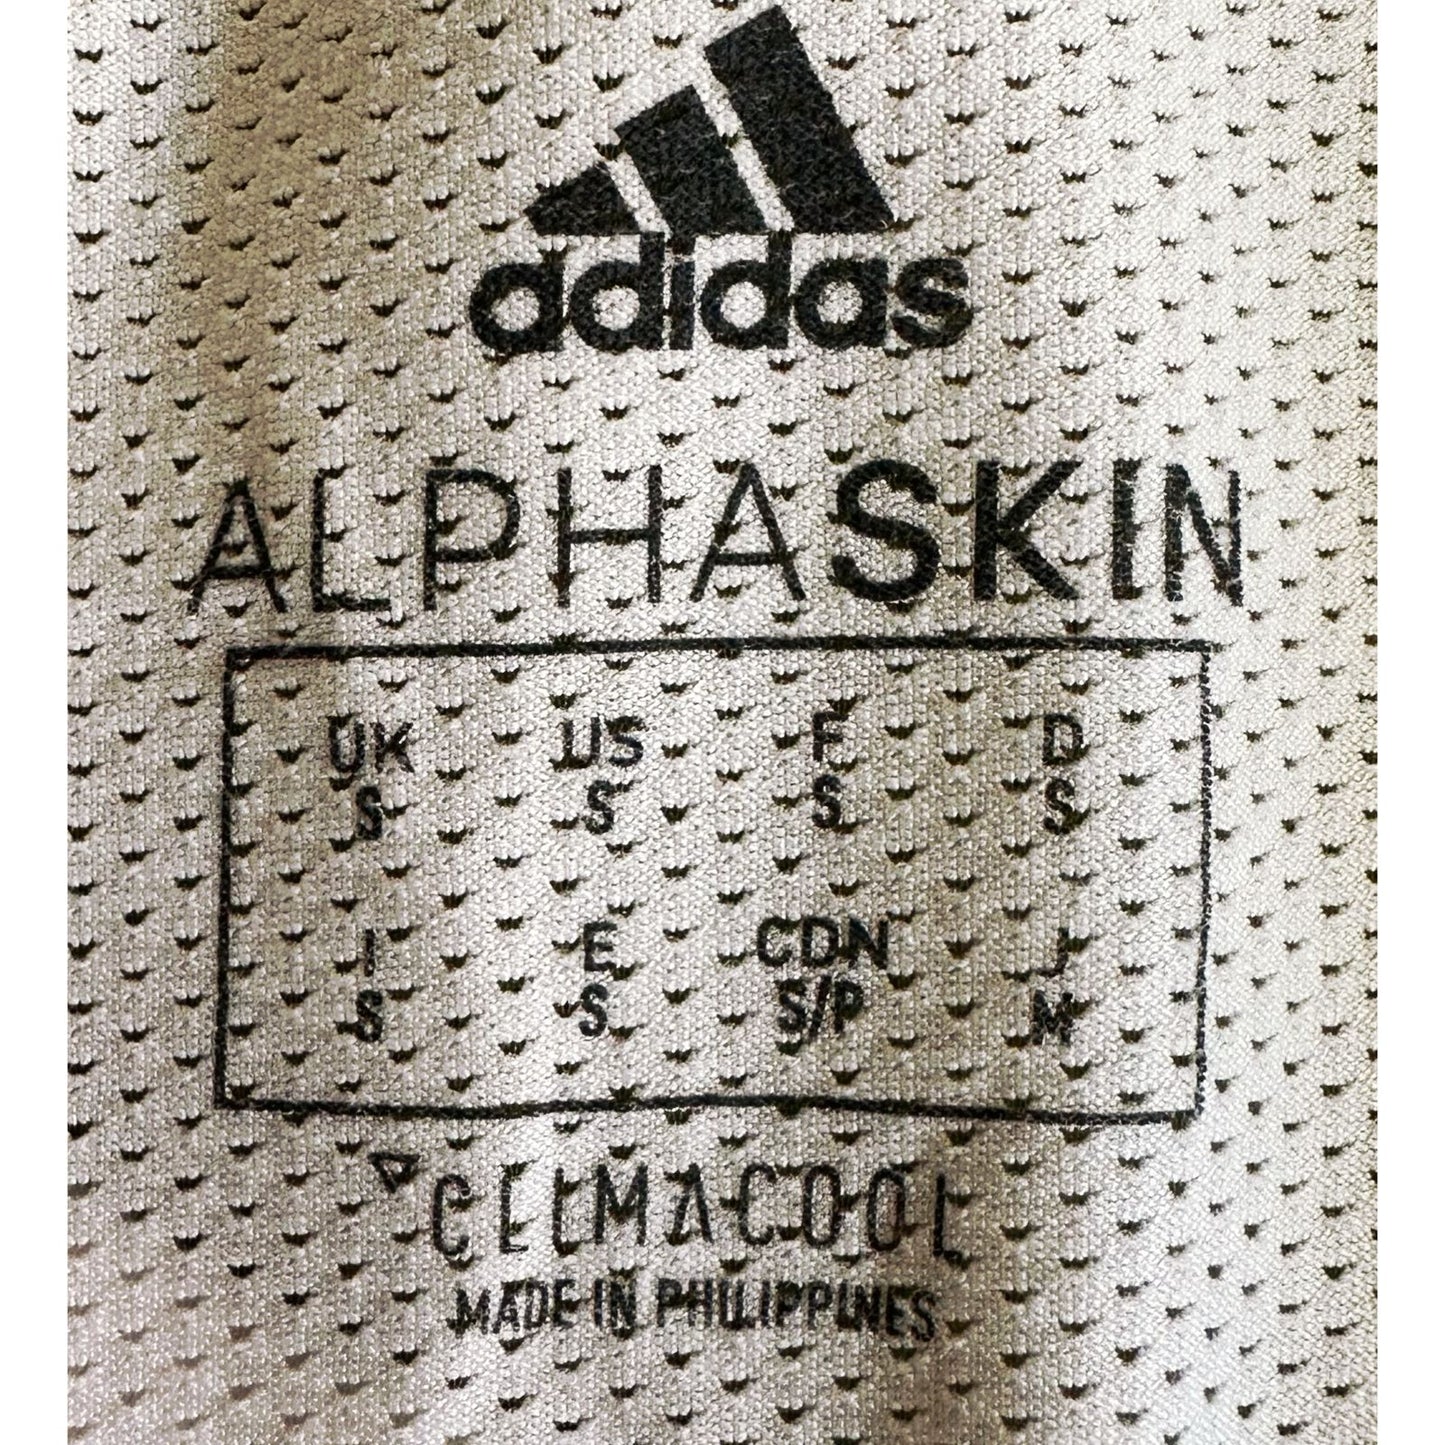 adidas
ALPHASKIN
UK US F D
S S S S
I E CDN J
S S S/P M
CLIMACOOL
MADE IN PHILIPPINES